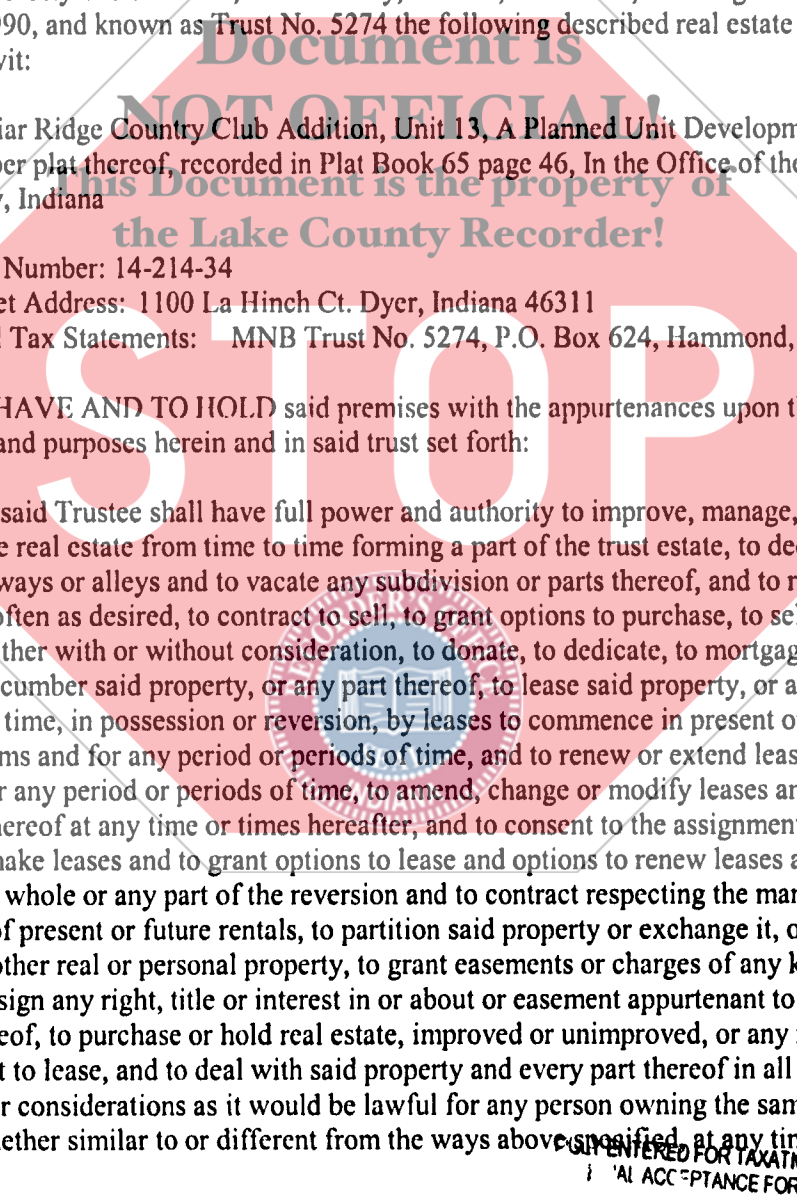 990, and known as Trust No. 5274 the following described real estate
vit:
Document is
NOT OFFICIAL!
This Document is the property of
the Lake County Recorder!
STOP
iar Ridge Country Club Addition, Unit 13, A Planned Unit Developm
per plat thereof, recorded in Plat Book 65 page 46, In the Office of the
, Indiana
Number: 14-214-34
et Address: 1100 La Hinch Ct. Dyer, Indiana 46311
l Tax Statements: MNB Trust No. 5274, P.O. Box 624, Hammond,
HAVE AND TO HOLD said premises with the appurtenances upon t
and purposes herein and in said trust set forth:
said Trustee shall have full power and authority to improve, manage,
e real estate from time to time forming a part of the trust estate, to de
ways or alleys and to vacate any subdivision or parts thereof, and to r
often as desired, to contract to sell, to grant options to purchase, to se
ther with or without consideration, to donate, to dedicate, to mortgag
cumber said property, or any part thereof, to lease said property, or a
time, in possession or reversion, by leases to commence in present o
ms and for any period or periods of time, and to renew or extend leas
r any period or periods of time, to amend, change or modify leases an
hereof at any time or times hereafter, and to consent to the assignment
make leases and to grant options to lease and options to renew leases a
whole or any part of the reversion and to contract respecting the man
of present or future rentals, to partition said property or exchange it, o
other real or personal property, to grant easements or charges of any k
sign any right, title or interest in or about or easement appurtenant to
eof, to purchase or hold real estate, improved or unimproved, or any
t to lease, and to deal with said property and every part thereof in all
r considerations as it would be lawful for any person owning the sam
ether similar to or different from the ways above specified, at any tim
ENTERED FOR TAXATI
ACCEPTANCE FOR
SEAL
INDIANA